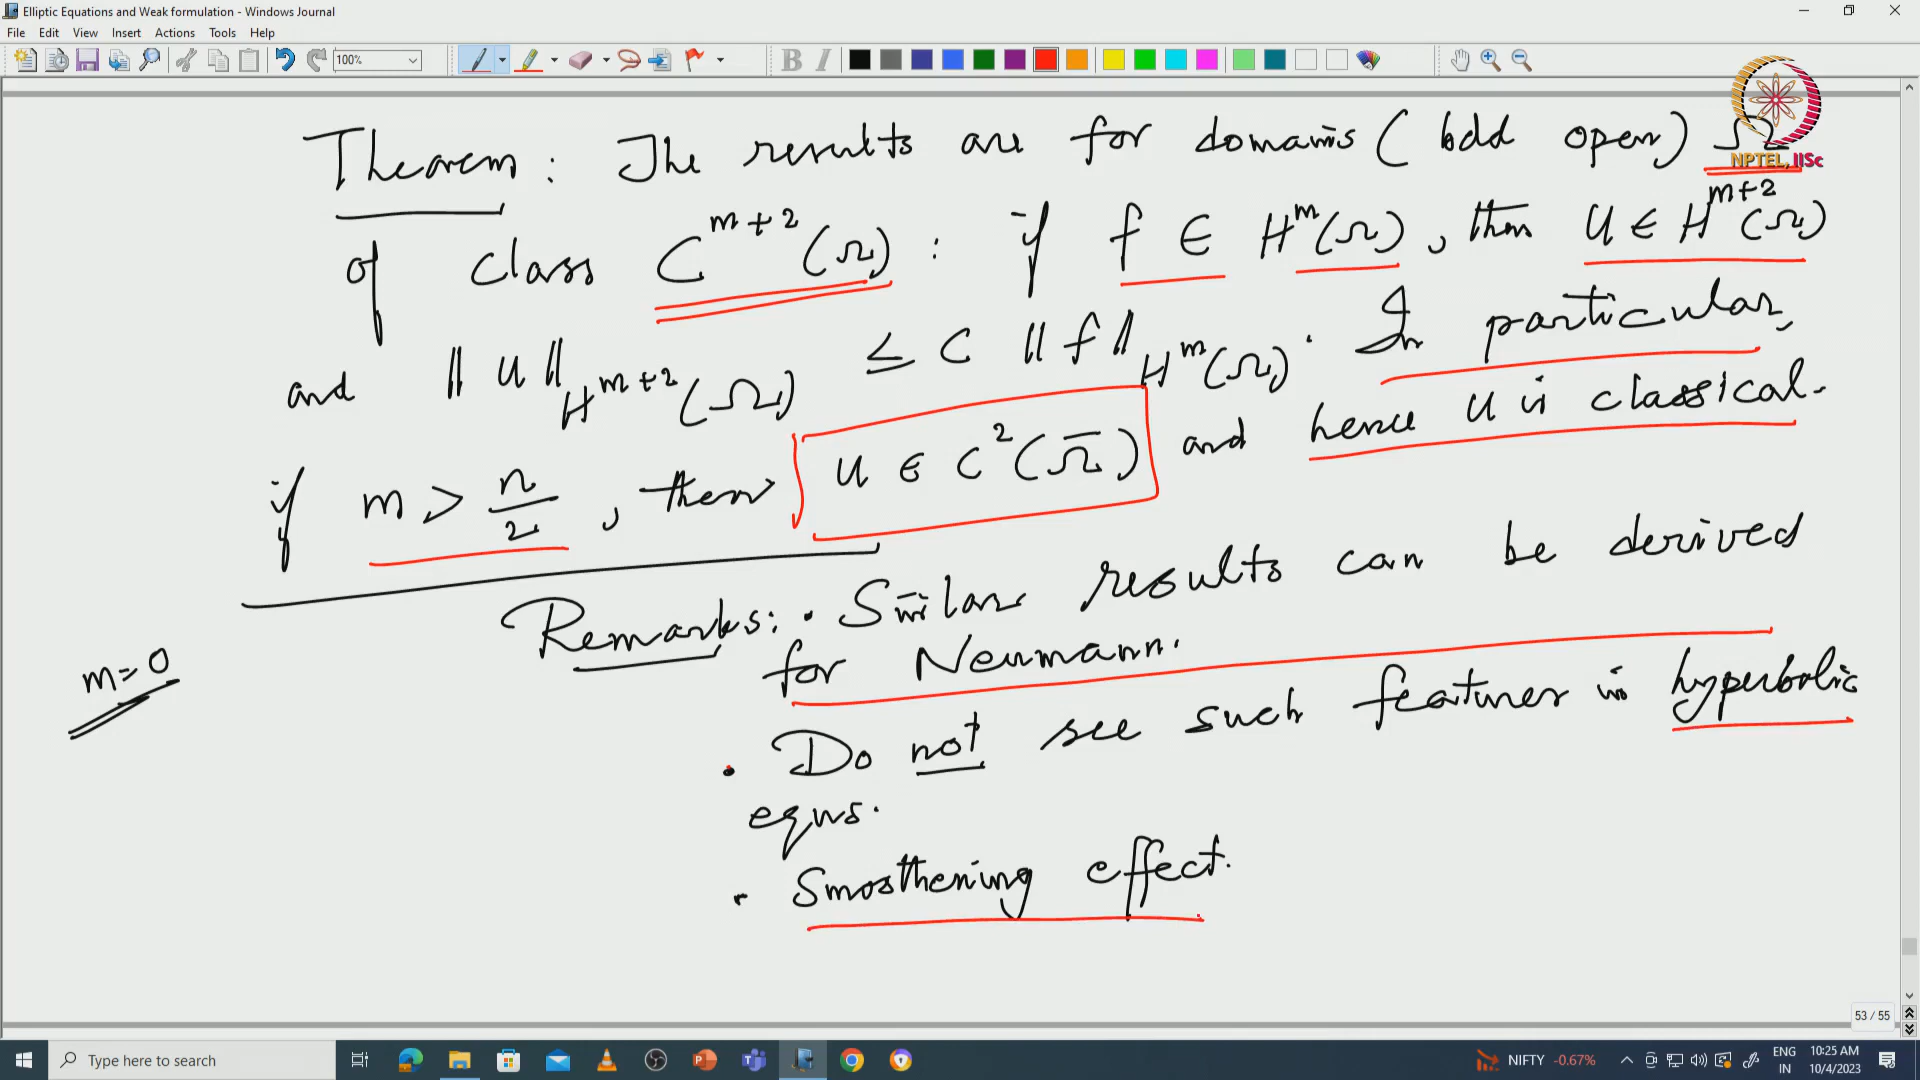 Elliptic Equations and Weak formulation - Windows Journal
File Edit View Insert Actions Tools Help
100%
B I
NPTEL, IISc
Theorem : The results are for domains ( bdd open) Ω
of class C^{m+2}(Ω) : if f ∈ H^m(Ω), then u ∈ H^{m+2}(Ω)
and ‖u‖_{H^{m+2}(Ω)} ≤ C ‖f‖_{H^m(Ω)}. In particular,
if m > n/2, then u ∈ C^2(Ω̄) and hence u is classical.
Remarks: . Similar results can be derived
for Neumann.
m=0
. Do not see such features in hyperbolic
eqns.
. Smoothening effect.
53 / 55
Type here to search
NIFTY -0.67%
ENG
IN
10:25 AM
10/4/2023